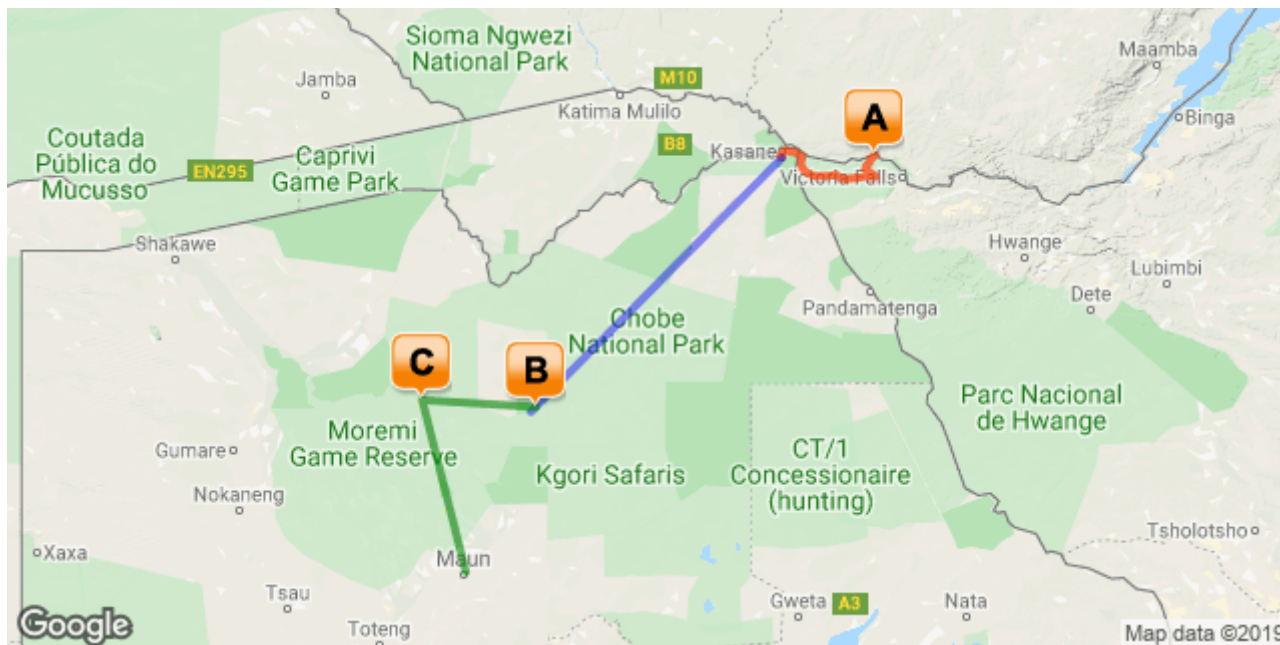 Sioma Ngwezi
National Park
Maamba
Jamba
M10
Katima Mulilo
A
Binga
Coutada
Pública do
Mucusso
EN295
Caprivi
Game Park
B8
Kasane
Victoria Falls
Shakawe
Hwange
Lubimbi
Dete
Pandamatenga
Chobe
National Park
C
B
Parc Nacional
de Hwange
Moremi
Game Reserve
Gumare
Nokaneng
Kgori Safaris
CT/1
Concessionaire
(hunting)
Tsholotsho
Xaxa
Maun
Tsau
Gweta
A3
Nata
Toteng
Google
Map data ©2019